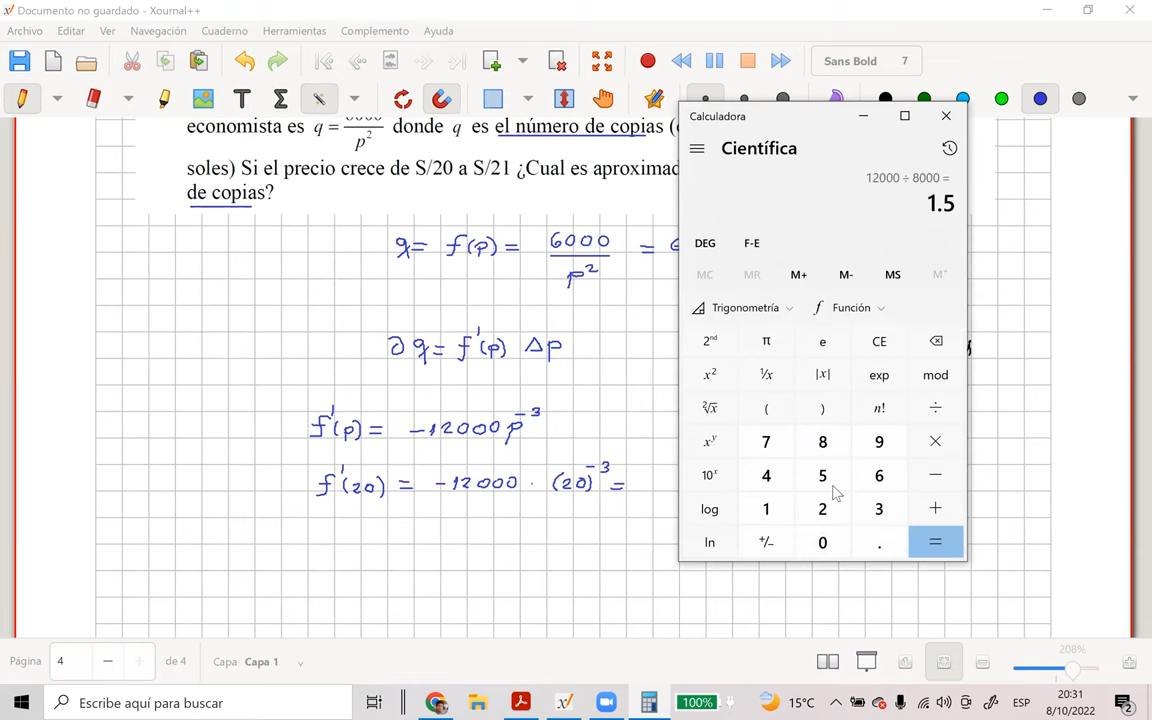 Documento no guardado - Xournal++
Archivo Editar Ver Navegación Cuaderno Herramientas Complemento Ayuda
Sans Bold 7
economista es q = 6000/p² donde q es el número de copias (
soles) Si el precio crece de S/20 a S/21 ¿Cual es aproximad
de copias?
q = f(p) = 6000/p² = 6
∂q = f'(p) Δp
f'(p) = -12000 p⁻³
f'(20) = -12000 · (20)⁻³ =
Calculadora
Científica
12000 ÷ 8000 =
1.5
DEG F-E
MC MR M+ M- MS M˅
Trigonometría f Función
2ⁿᵈ π e CE
x² ¹/x |x| exp mod
²√x ( ) n! ÷
xʸ 7 8 9 ×
10ˣ 4 5 6 −
log 1 2 3 +
ln +/− 0 . =
Página 4 de 4 Capa Capa 1
208%
Escribe aquí para buscar
100%
15°C
ESP
20:31
8/10/2022
2